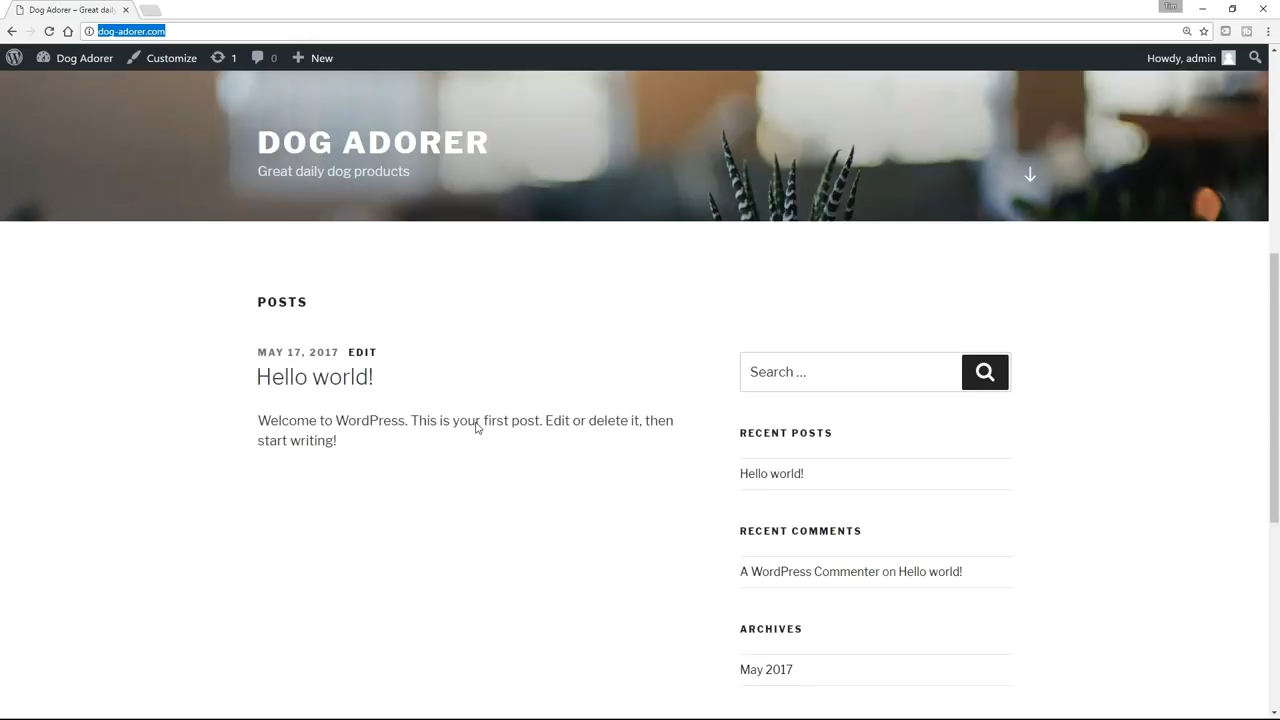 Dog Adorer – Great daily
Tim
dog-adorer.com
Dog Adorer
Customize
1
0
New
Howdy, admin
DOG ADORER
Great daily dog products
POSTS
MAY 17, 2017 EDIT
Hello world!
Welcome to WordPress. This is your first post. Edit or delete it, then
start writing!
Search …
RECENT POSTS
Hello world!
RECENT COMMENTS
A WordPress Commenter on Hello world!
ARCHIVES
May 2017